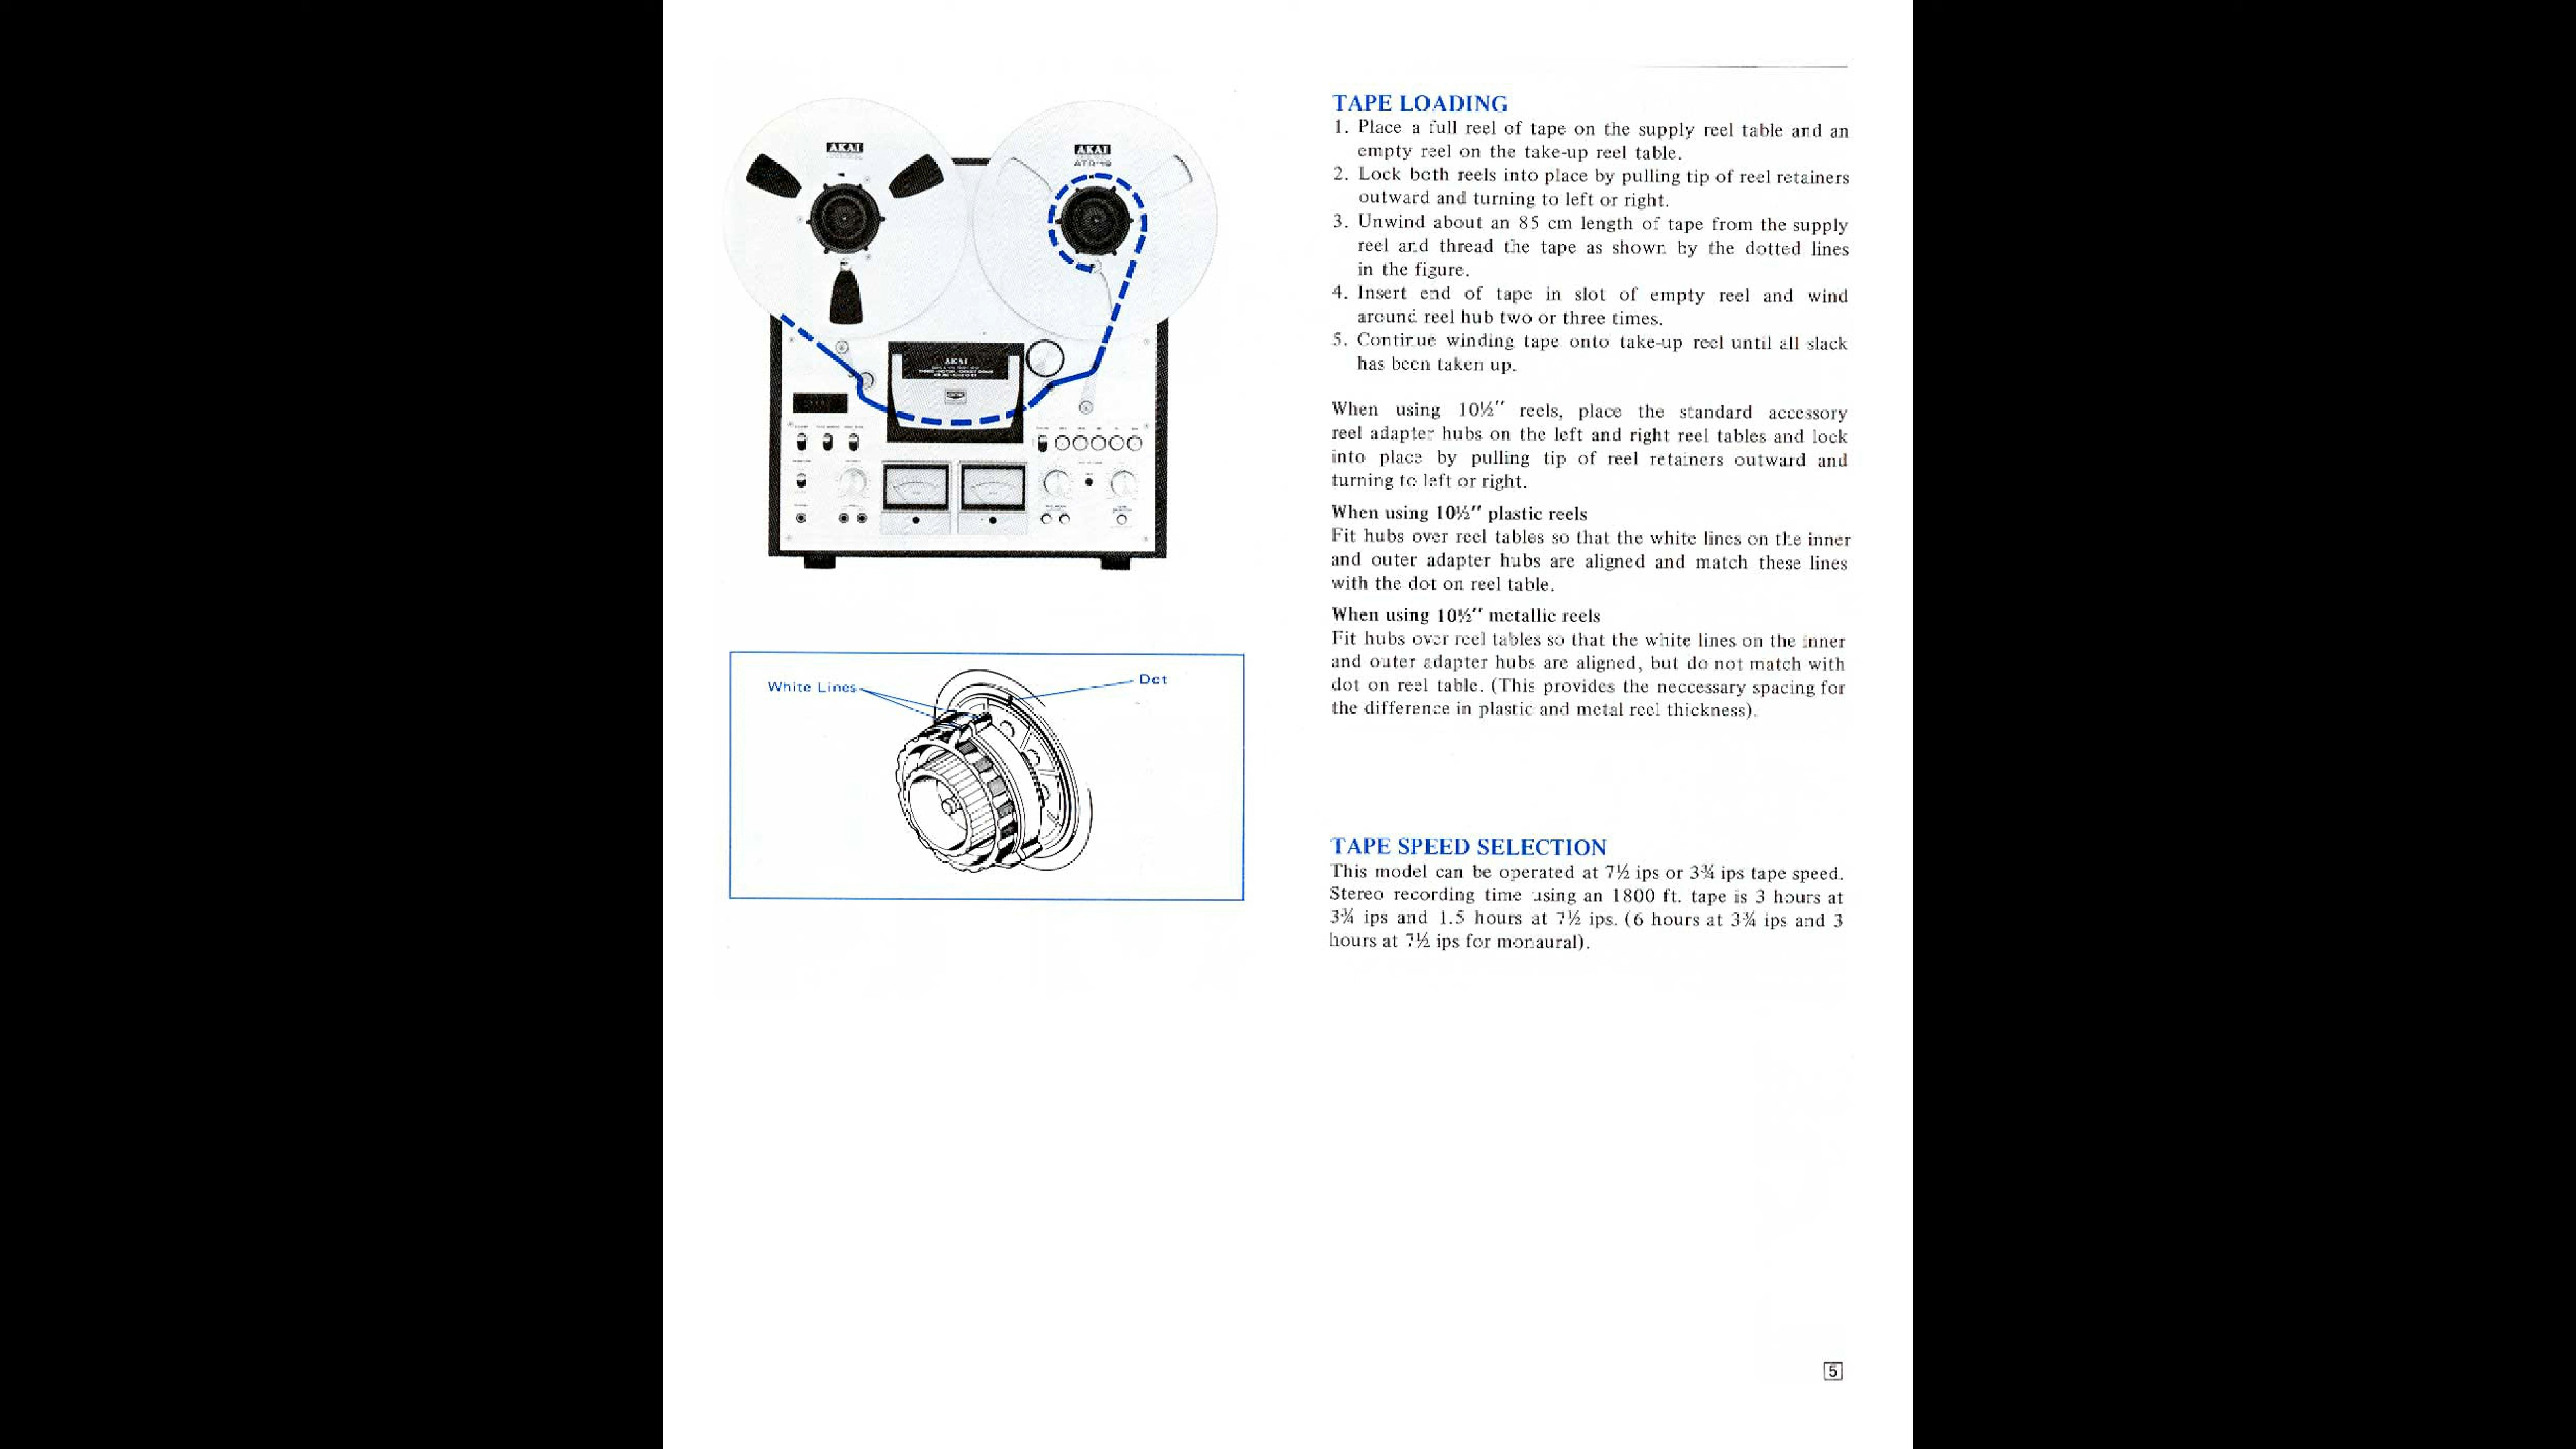 AKAI
AKAI
ATR-10
AKAI
TAPE LOADING
1. Place a full reel of tape on the supply reel table and an
empty reel on the take-up reel table.
2. Lock both reels into place by pulling tip of reel retainers
outward and turning to left or right.
3. Unwind about an 85 cm length of tape from the supply
reel and thread the tape as shown by the dotted lines
in the figure.
4. Insert end of tape in slot of empty reel and wind
around reel hub two or three times.
5. Continue winding tape onto take-up reel until all slack
has been taken up.
When using 10½" reels, place the standard accessory
reel adapter hubs on the left and right reel tables and lock
into place by pulling tip of reel retainers outward and
turning to left or right.
When using 10½" plastic reels
Fit hubs over reel tables so that the white lines on the inner
and outer adapter hubs are aligned and match these lines
with the dot on reel table.
When using 10½" metallic reels
Fit hubs over reel tables so that the white lines on the inner
and outer adapter hubs are aligned, but do not match with
dot on reel table. (This provides the neccessary spacing for
the difference in plastic and metal reel thickness).
White Lines
Dot
TAPE SPEED SELECTION
This model can be operated at 7½ ips or 3¾ ips tape speed.
Stereo recording time using an 1800 ft. tape is 3 hours at
3¾ ips and 1.5 hours at 7½ ips. (6 hours at 3¾ ips and 3
hours at 7½ ips for monaural).
5